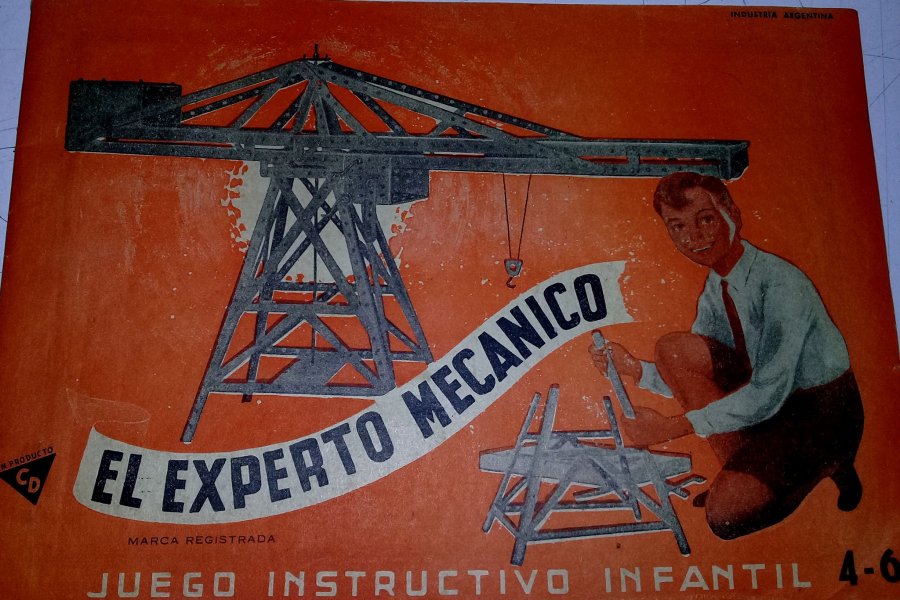 INDUSTRIA ARGENTINA
EL EXPERTO MECANICO
PRODUCTO
CD
MARCA REGISTRADA
JUEGO INSTRUCTIVO INFANTIL
4-6